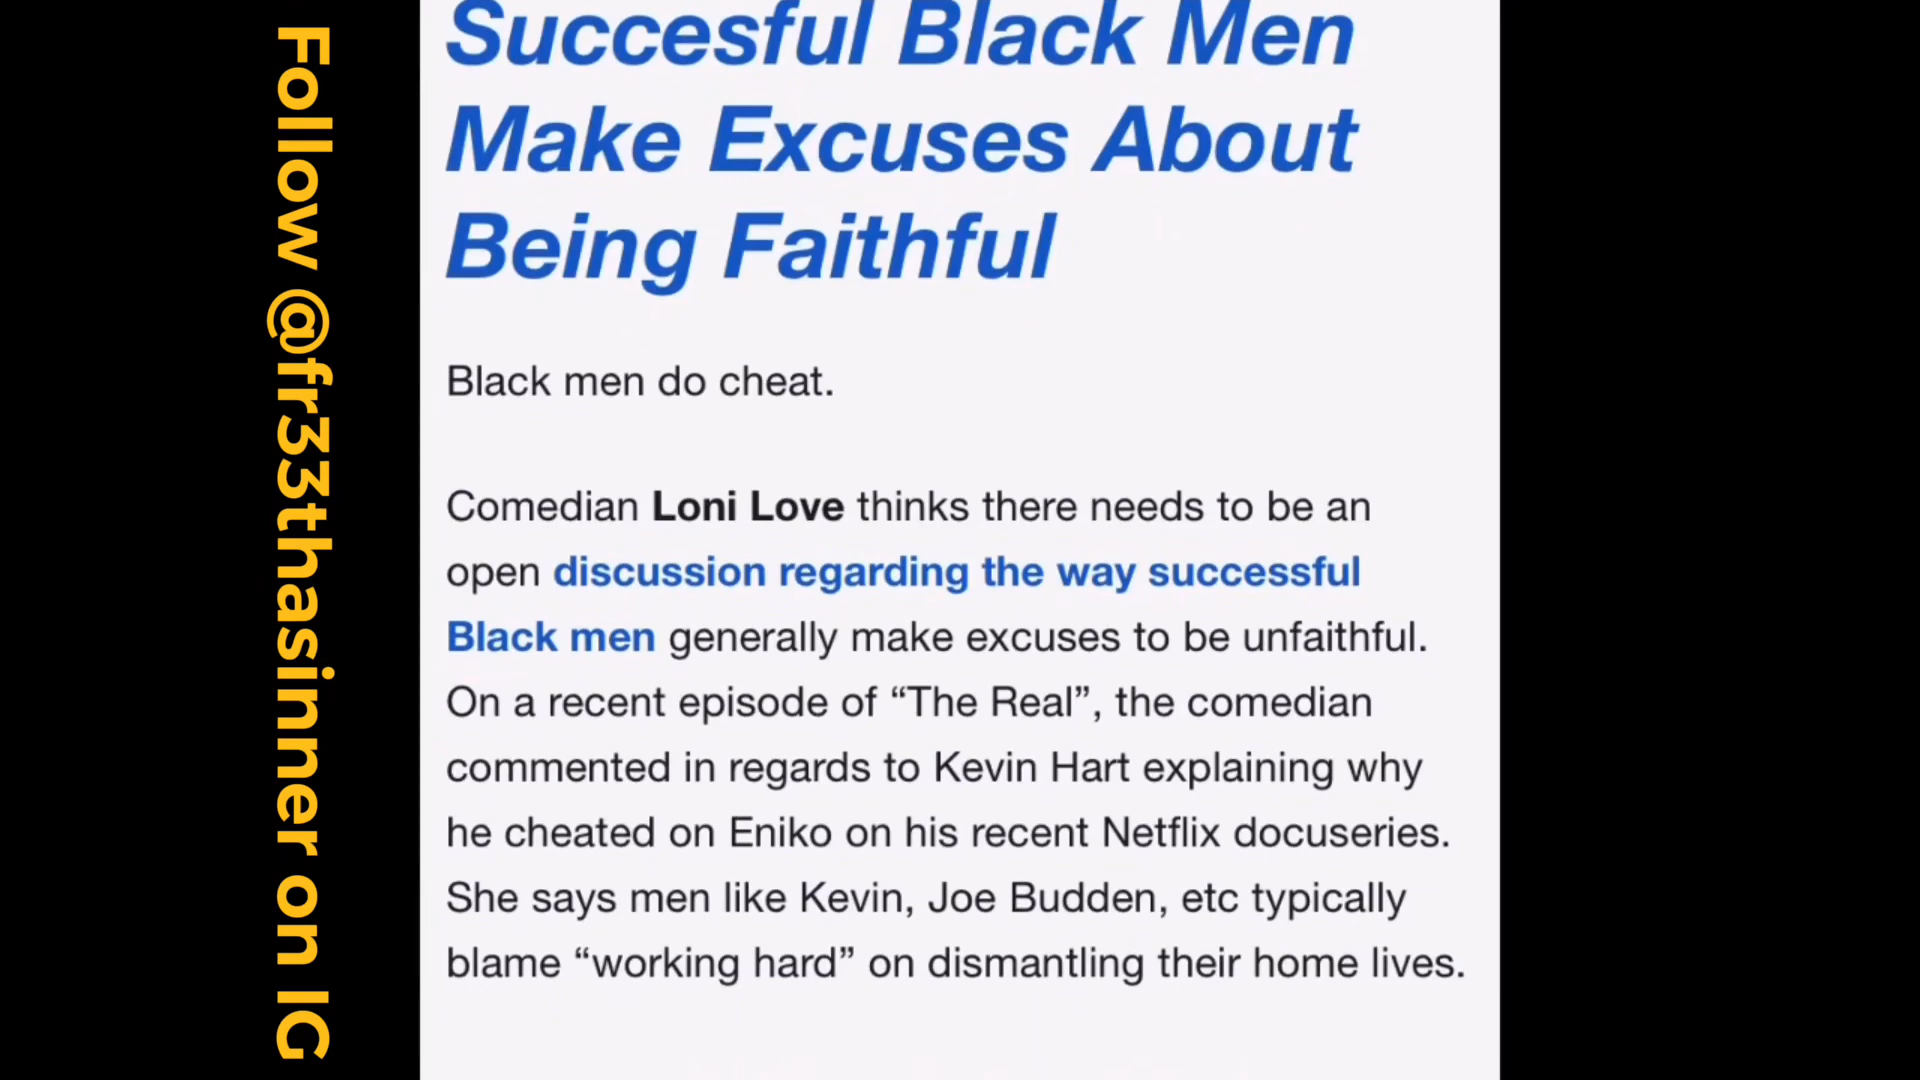 Follow @fr33thasinner on IG
Succesful Black Men
Make Excuses About
Being Faithful
Black men do cheat.
Comedian Loni Love thinks there needs to be an
open discussion regarding the way successful
Black men generally make excuses to be unfaithful.
On a recent episode of “The Real”, the comedian
commented in regards to Kevin Hart explaining why
he cheated on Eniko on his recent Netflix docuseries.
She says men like Kevin, Joe Budden, etc typically
blame “working hard” on dismantling their home lives.